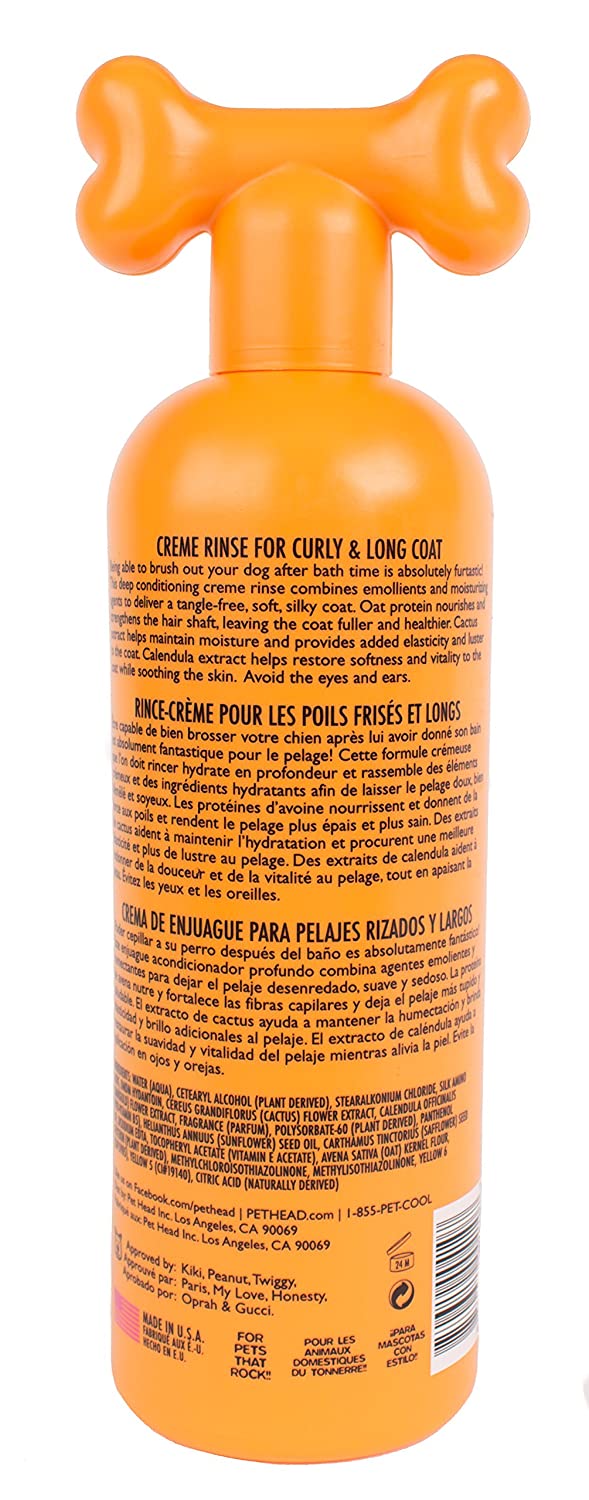 CREME RINSE FOR CURLY & LONG COAT
able to brush out your dog after bath time is absolutely furtastic!
deep conditioning creme rinse combines emollients and moisturizing
to deliver a tangle-free, soft, silky coat. Oat protein nourishes and
the hair shaft, leaving the coat fuller and healthier. Cactus
helps maintain moisture and provides added elasticity and luster
the coat. Calendula extract helps restore softness and vitality to the
while soothing the skin. Avoid the eyes and ears.
RINCE-CRÈME POUR LES POILS FRISÉS ET LONGS
capable de bien brosser votre chien après lui avoir donné son bain
absolument fantastique pour le pelage! Cette formule crémeuse
l'on doit rincer hydrate en profondeur et rassemble des éléments
et des ingrédients hydratants afin de laisser le pelage doux, bien
et soyeux. Les protéines d'avoine nourrissent et donnent de la
aux poils et rendent le pelage plus épais et plus sain. Des extraits
cactus aident à maintenir l'hydratation et procurent une meilleure
et plus de lustre au pelage. Des extraits de calendula aident à
de la douceur et de la vitalité au pelage, tout en apaisant la
Évitez les yeux et les oreilles.
CREMA DE ENJUAGUE PARA PELAJES RIZADOS Y LARGOS
cepillar a su perro después del baño es absolutamente fantástico!
enjuague acondicionador profundo combina agentes emolientes y
para dejar el pelaje desenredado, suave y sedoso. La proteína
avena nutre y fortalece las fibras capilares y deja el pelaje más tupido y
El extracto de cactus ayuda a mantener la humectación y brinda
y brillo adicionales al pelaje. El extracto de caléndula ayuda a
la suavidad y vitalidad del pelaje mientras alivia la piel. Evite la
en ojos y orejas.
WATER (AQUA), CETEARYL ALCOHOL (PLANT DERIVED), STEARALKONIUM CHLORIDE, SILK AMINO
HYDANTOIN, CEREUS GRANDIFLORUS (CACTUS) FLOWER EXTRACT, CALENDULA OFFICINALIS
FLOWER EXTRACT, FRAGRANCE (PARFUM), POLYSORBATE-60 (PLANT DERIVED), PANTHENOL
B5), HELIANTHUS ANNUUS (SUNFLOWER) SEED OIL, CARTHAMUS TINCTORIUS (SAFFLOWER) SEED
TOCOPHERYL ACETATE (VITAMIN E ACETATE), AVENA SATIVA (OAT) KERNEL FLOUR,
DERIVED), METHYLCHLOROISOTHIAZOLINONE, METHYLISOTHIAZOLINONE, YELLOW 6
YELLOW 5 (CI#19140), CITRIC ACID (NATURALLY DERIVED)
us on Facebook.com/pethead | PETHEAD.com | 1-855-PET-COOL
by Pet Head Inc. Los Angeles, CA 90069
aux: Pet Head Inc. Los Angeles, CA 90069
Approved by: Kiki, Peanut, Twiggy,
Approuvé par: Paris, My Love, Honesty,
Aprobado por: Oprah & Gucci.
24 M
MADE IN U.S.A.
FABRIQUÉ AUX É.-U.
HECHO EN E.U.
FOR
PETS
THAT
ROCK!!
POUR LES
ANIMAUX
DOMESTIQUES
DU TONNERRE!!
¡¡PARA
MASCOTAS
CON
ESTILO!!